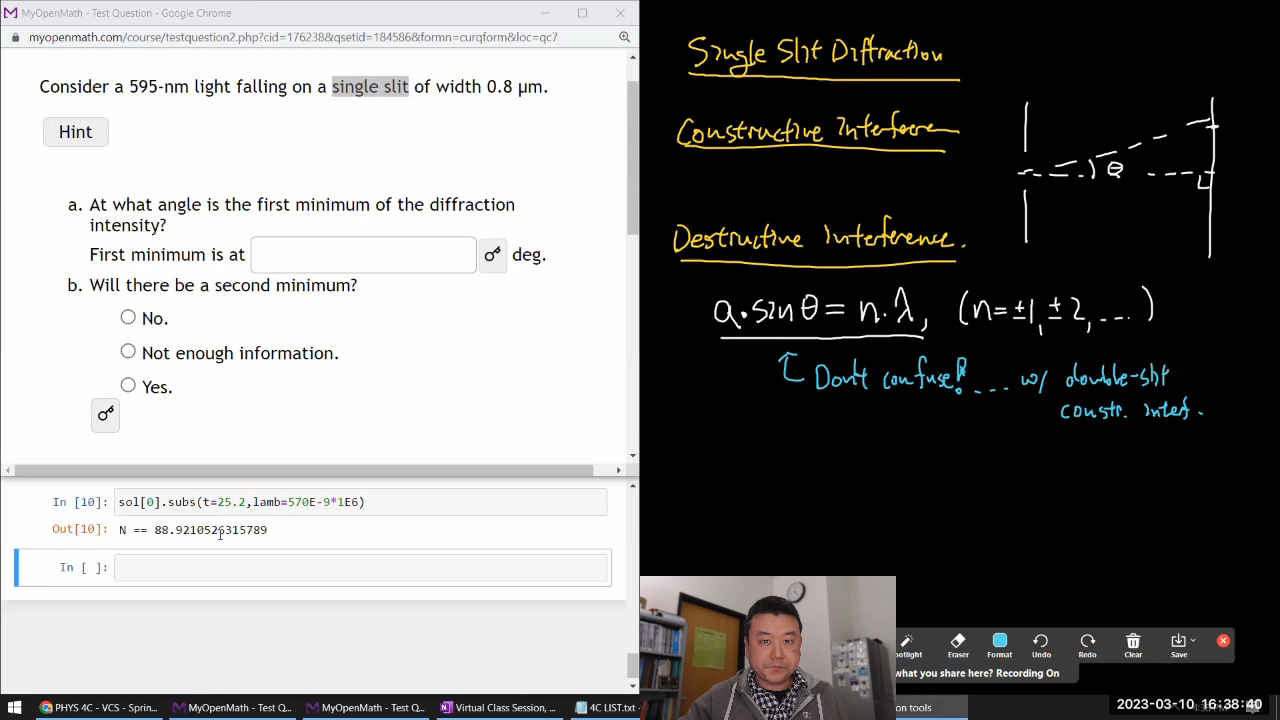 MyOpenMath - Test Question - Google Chrome
myopenmath.com/course/testquestion2.php?cid=176238&qsetid=184586&formn=curqform&loc=qc7
Consider a 595-nm light falling on a single slit of width 0.8 µm.
Hint
a. At what angle is the first minimum of the diffraction
intensity?
First minimum is at deg.
b. Will there be a second minimum?
No.
Not enough information.
Yes.
In [10]: sol[0].subs(t=25.2,lamb=570E-9*1E6)
Out[10]: N == 88.9210526315789
In [ ]:
Single Slit Diffraction
Constructive Interferen
θ
L
Destructive Interference.
a·sin θ = n·λ, (n=±1, ±2, ...)
Don't confuse! ... w/ double-slit
constr. interf.
potlight
Eraser
Format
Undo
Redo
Clear
Save
what you share here? Recording On
PHYS 4C - VCS - Sprin...
MyOpenMath - Test Q...
MyOpenMath - Test Q...
Virtual Class Session, ...
4C LIST.txt -
on tools
2023-03-10 16:38:40